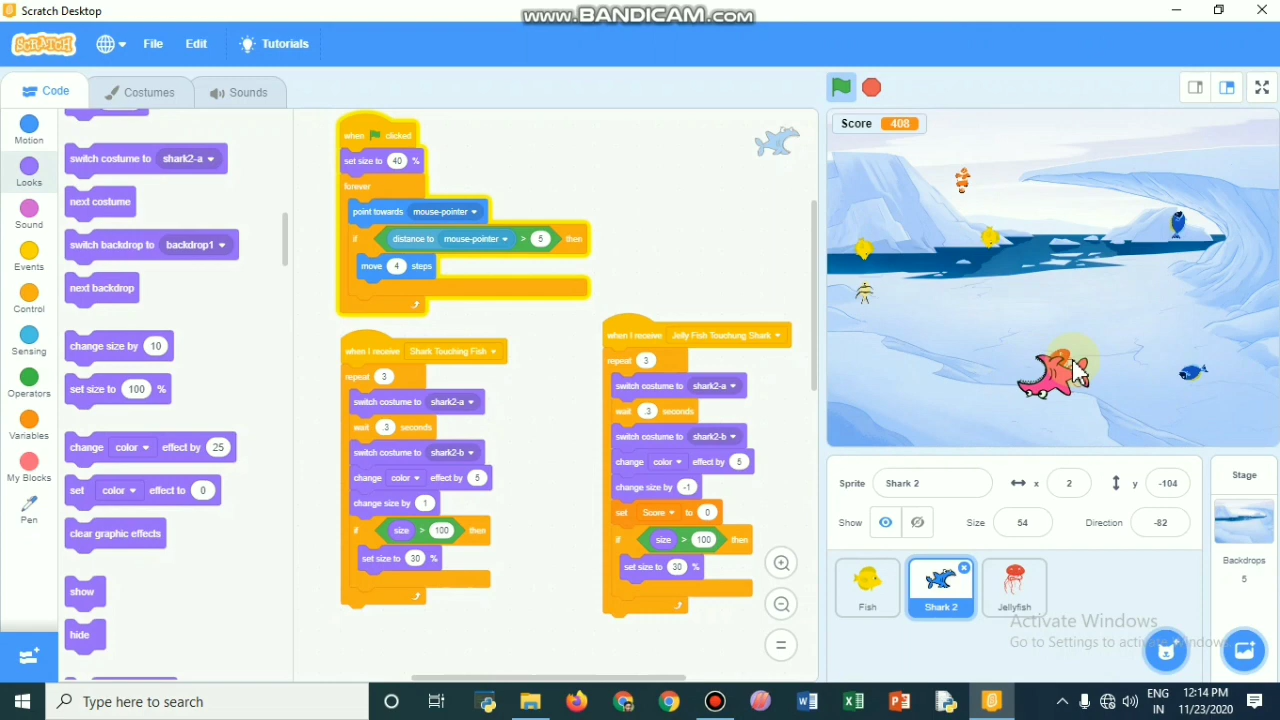 Scratch Desktop
www.BANDICAM.com
SCRATCH
File
Edit
Tutorials
Code
Costumes
Sounds
Motion
Looks
Sound
Events
Control
Sensing
Operators
Variables
My Blocks
Pen
switch costume to shark2-a
next costume
switch backdrop to backdrop1
next backdrop
change size by 10
set size to 100 %
change color effect by 25
set color effect to 0
clear graphic effects
show
hide
when clicked
set size to 40 %
forever
point towards mouse-pointer
if distance to mouse-pointer > 5 then
move 4 steps
when I receive Shark Touching Fish
repeat 3
switch costume to shark2-a
wait .3 seconds
switch costume to shark2-b
change color effect by 5
change size by 1
if size > 100 then
set size to 30 %
when I receive Jelly Fish Touchung Shark
repeat 3
switch costume to shark2-a
wait .3 seconds
switch costume to shark2-b
change color effect by 5
change size by -1
set Score to 0
if size > 100 then
set size to 30 %
Score 408
Sprite Shark 2 x 2 y -104
Show Size 54 Direction -82
Fish
Shark 2
Jellyfish
Stage
Backdrops
5
Activate Windows
Go to Settings to activate Windows.
Type here to search
ENG
IN
12:14 PM
11/23/2020